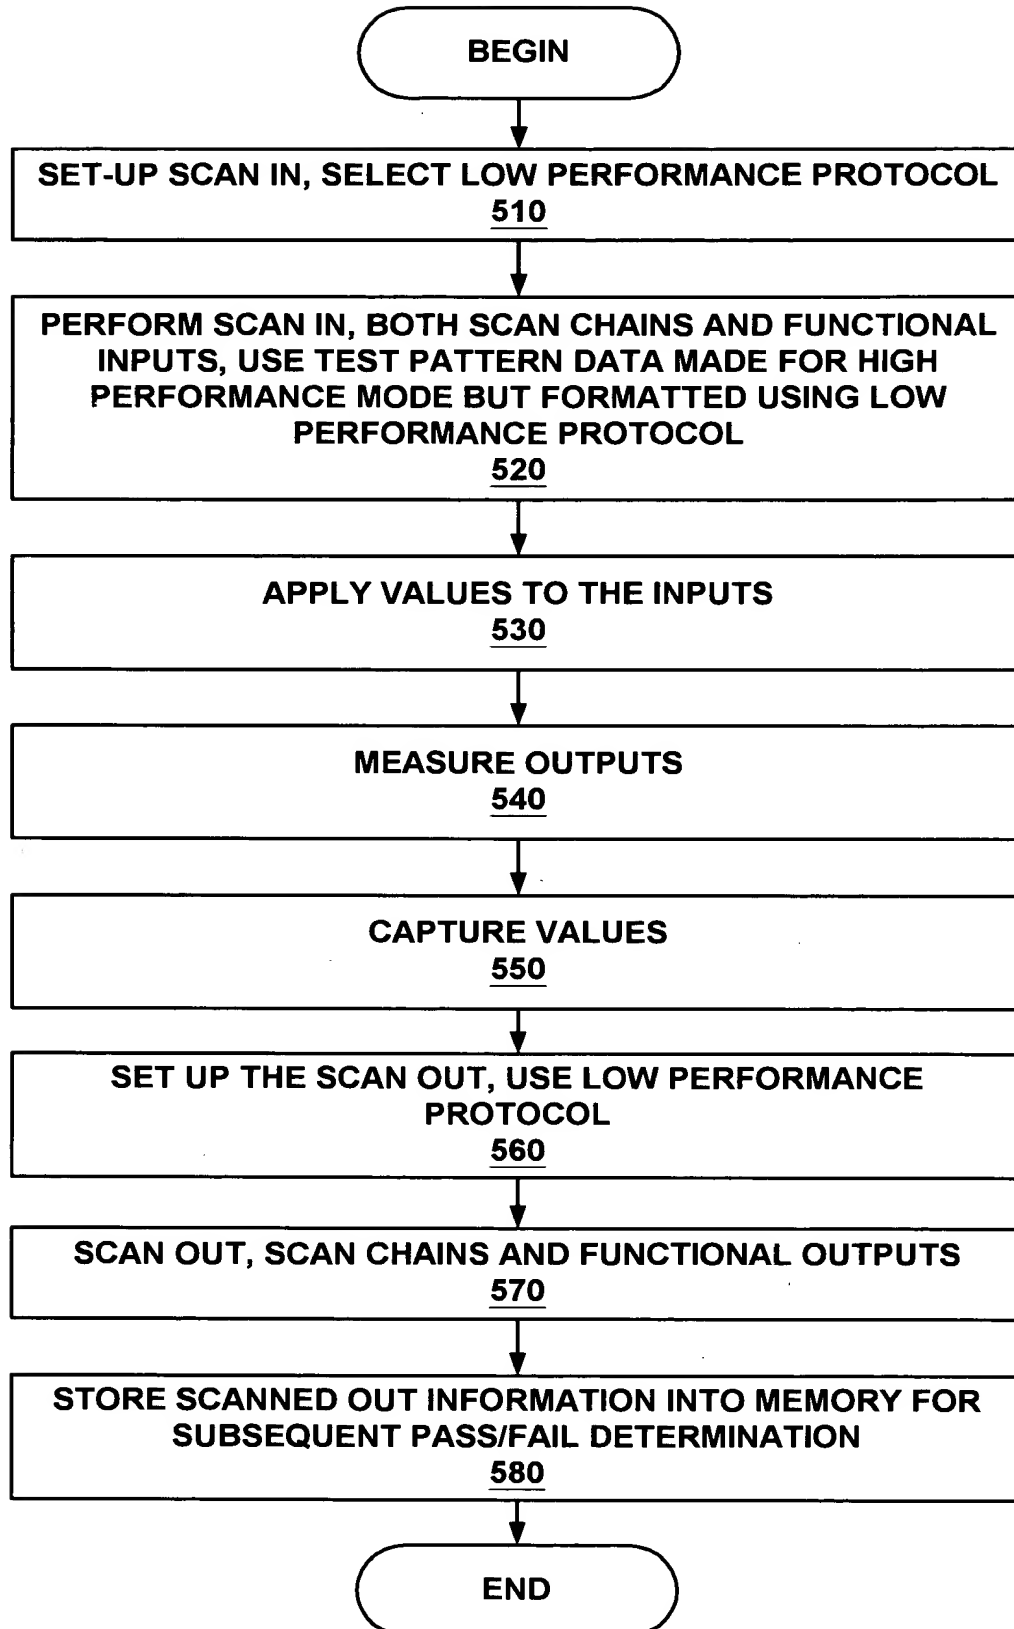 BEGIN
SET-UP SCAN IN, SELECT LOW PERFORMANCE PROTOCOL
510
PERFORM SCAN IN, BOTH SCAN CHAINS AND FUNCTIONAL
INPUTS, USE TEST PATTERN DATA MADE FOR HIGH
PERFORMANCE MODE BUT FORMATTED USING LOW
PERFORMANCE PROTOCOL
520
APPLY VALUES TO THE INPUTS
530
MEASURE OUTPUTS
540
CAPTURE VALUES
550
SET UP THE SCAN OUT, USE LOW PERFORMANCE
PROTOCOL
560
SCAN OUT, SCAN CHAINS AND FUNCTIONAL OUTPUTS
570
STORE SCANNED OUT INFORMATION INTO MEMORY FOR
SUBSEQUENT PASS/FAIL DETERMINATION
580
END